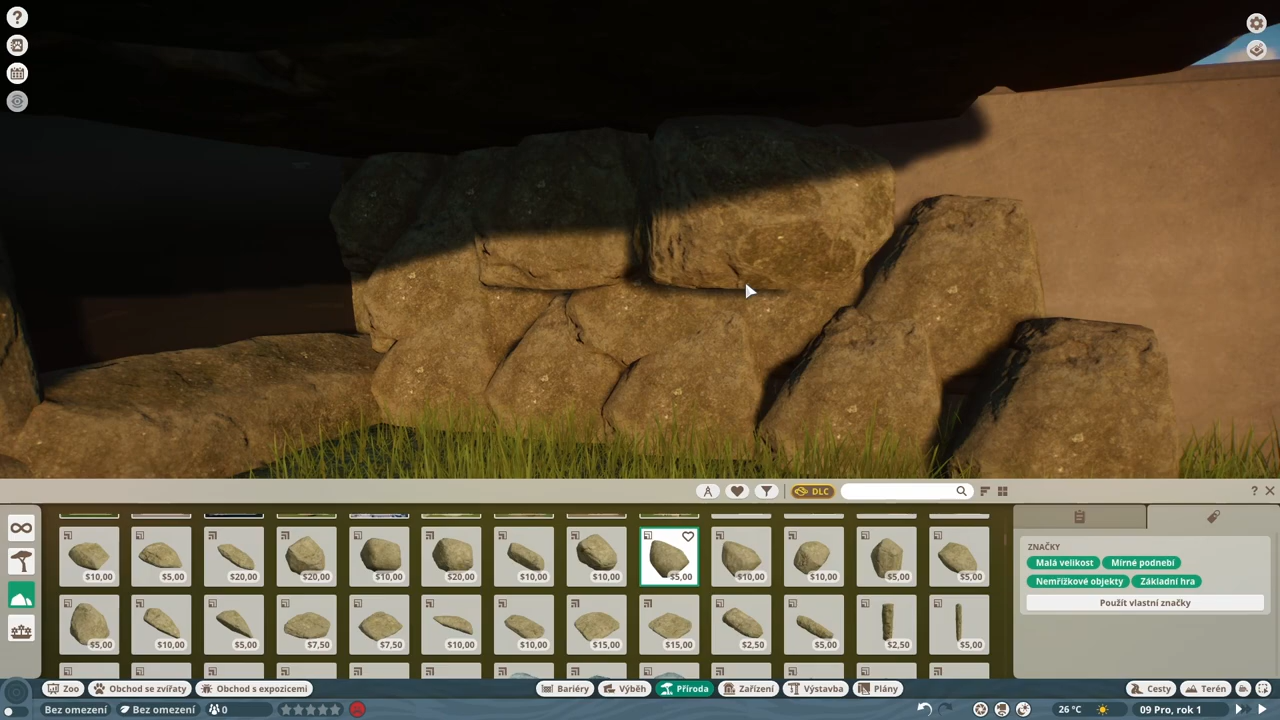 DLC
?
$10,00 $5,00 $20,00 $20,00 $10,00 $20,00 $10,00 $10,00 $5,00 $10,00 $10,00 $5,00 $5,00
$5,00 $10,00 $5,00 $7,50 $7,50 $10,00 $10,00 $15,00 $15,00 $2,50 $5,00 $2,50 $5,00
ZNAČKY
Malá velikost Mírné podnebí
Nemřížkové objekty Základní hra
Použít vlastní značky
Zoo Obchod se zvířaty Obchod s expozicemi Bariéry Výběh Příroda Zařízení Výstavba Plány Cesty Terén
Bez omezení Bez omezení 0 26 °C 09 Pro, rok 1